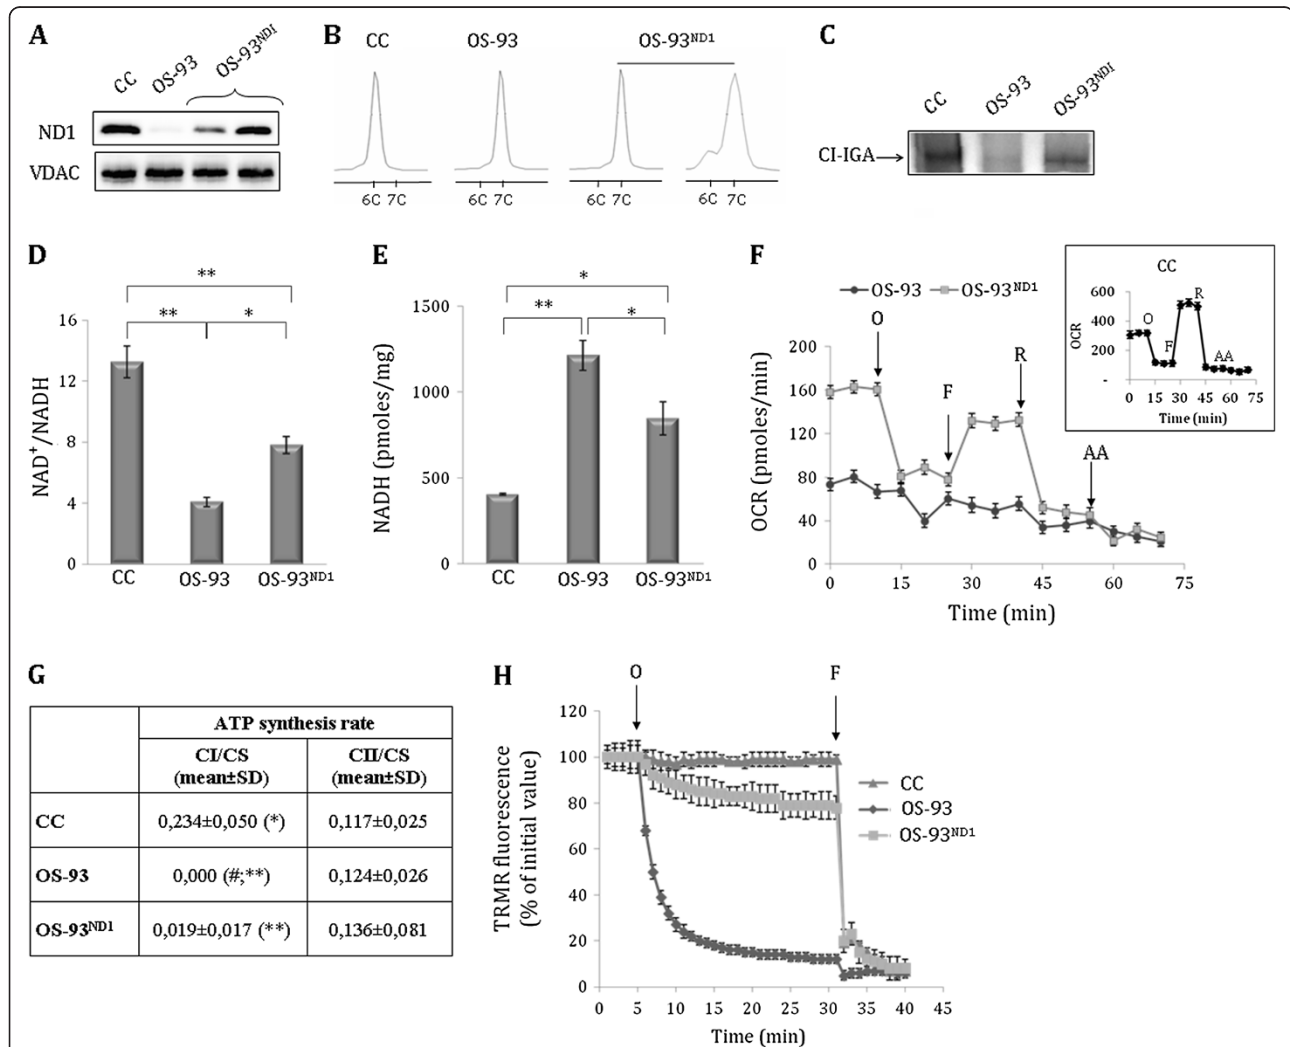 A
CC
OS-93
OS-93ND1
ND1
VDAC
B
CC
OS-93
OS-93ND1
6C 7C
6C 7C
6C 7C
6C 7C
C
CC
OS-93
OS-93ND1
CI-IGA
D
**
**
*
NAD+/NADH
16
12
8
4
0
CC
OS-93
OS-93ND1
E
*
**
*
NADH (pmoles/mg)
1500
1000
500
0
CC
OS-93
OS-93ND1
F
OS-93
OS-93ND1
O
F
R
AA
OCR (pmoles/min)
200
160
120
80
40
0
0 15 30 45 60 75
Time (min)
CC
OCR
600
400
200
-
O
F
R
AA
0 15 30 45 60 75
Time (min)
G
ATP synthesis rate
CI/CS (mean±SD)
CII/CS (mean±SD)
CC 0,234±0,050 (*) 0,117±0,025
OS-93 0,000 (#;**) 0,124±0,026
OS-93ND1 0,019±0,017 (**) 0,136±0,081
H
O
F
TRMR fluorescence
(% of initial value)
120
100
80
60
40
20
0
0 5 10 15 20 25 30 35 40 45
Time (min)
CC
OS-93
OS-93ND1